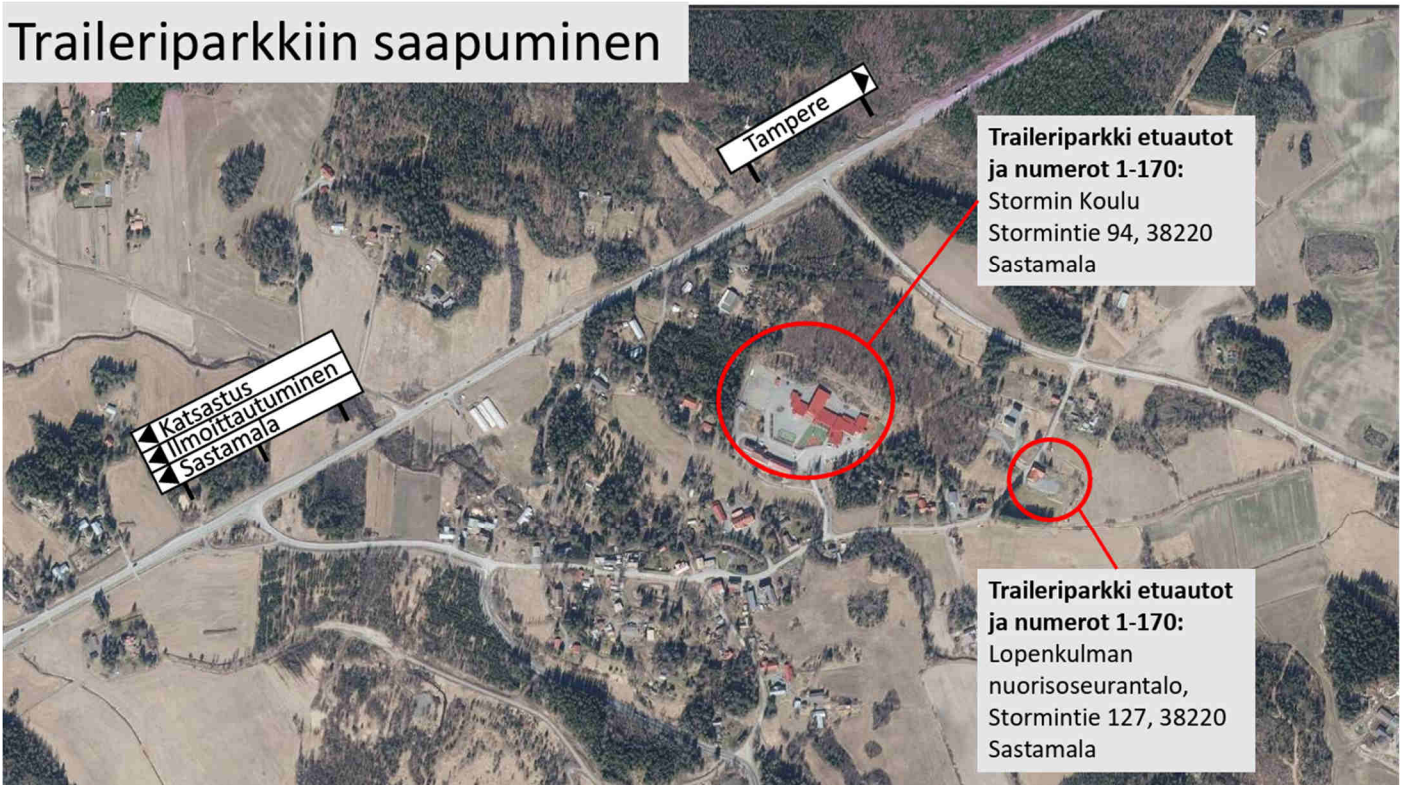 Traileriparkkiin saapuminen
Tampere
Traileriparkki etuautot
ja numerot 1-170:
Stormin Koulu
Stormintie 94, 38220
Sastamala
Katsastus
Ilmoittautuminen
Sastamala
Traileriparkki etuautot
ja numerot 1-170:
Lopenkulman
nuorisoseurantalo,
Stormintie 127, 38220
Sastamala